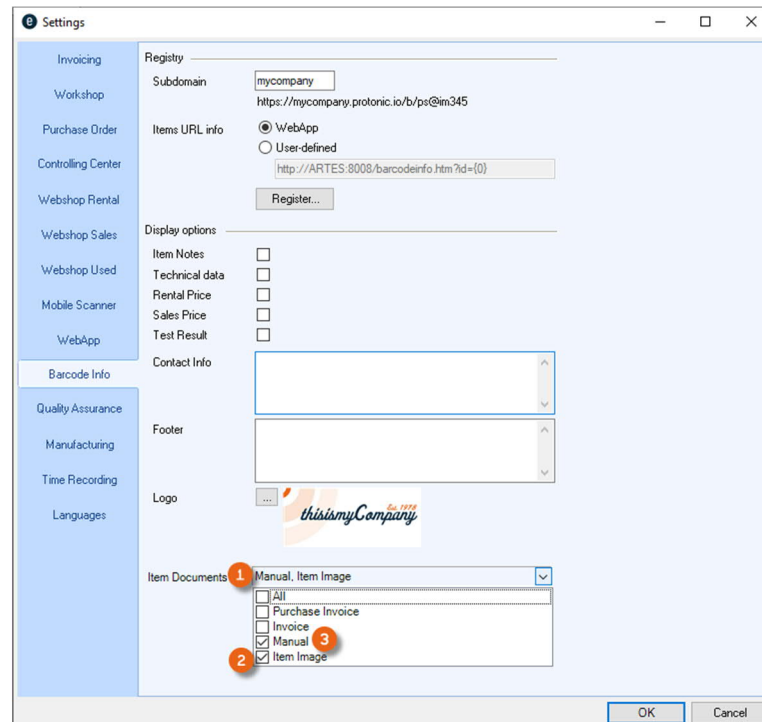 Settings
Invoicing
Workshop
Purchase Order
Controlling Center
Webshop Rental
Webshop Sales
Webshop Used
Mobile Scanner
WebApp
Barcode Info
Quality Assurance
Manufacturing
Time Recording
Languages
Registry
Subdomain mycompany
https://mycompany.protonic.io/b/ps@im345
Items URL info WebApp
User-defined
http://ARTES:8008/barcodeinfo.htm?id={0}
Register...
Display options
Item Notes
Technical data
Rental Price
Sales Price
Test Result
Contact Info
Footer
Logo ...
Est. 1978
thisismyCompany
Item Documents 1 Manual, Item Image
All
Purchase Invoice
Invoice
Manual 3
2 Item Image
OK Cancel